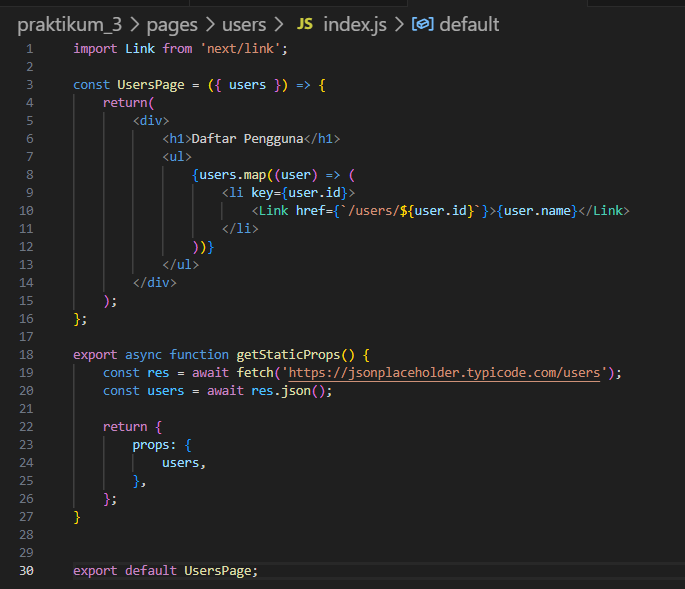 praktikum_3 > pages > users > JS index.js > default
1 import Link from 'next/link';
2
3 const UsersPage = ({ users }) => {
4 return(
5 <div>
6 <h1>Daftar Pengguna</h1>
7 <ul>
8 {users.map((user) => (
9 <li key={user.id}>
10 <Link href={`/users/${user.id}`}>{user.name}</Link>
11 </li>
12 ))}
13 </ul>
14 </div>
15 );
16 };
17
18 export async function getStaticProps() {
19 const res = await fetch('https://jsonplaceholder.typicode.com/users');
20 const users = await res.json();
21
22 return {
23 props: {
24 users,
25 },
26 };
27 }
28
29
30 export default UsersPage;